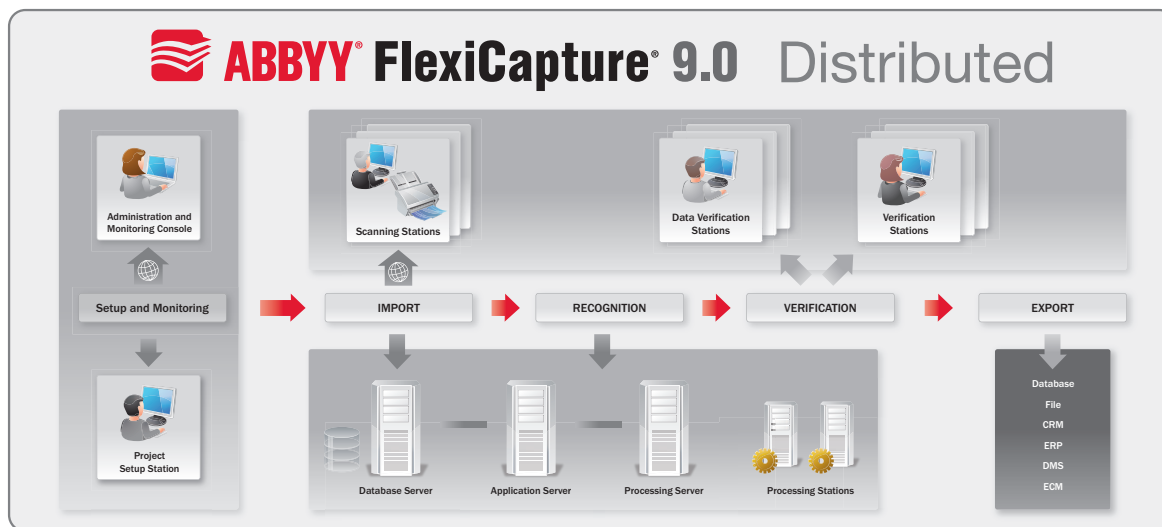 ABBYY® FlexiCapture® 9.0 Distributed
Administration and
Monitoring Console
Setup and Monitoring
Project
Setup Station
Scanning Stations
Data Verification
Stations
Verification
Stations
IMPORT
RECOGNITION
VERIFICATION
EXPORT
Database Server
Application Server
Processing Server
Processing Stations
Database
File
CRM
ERP
DMS
ECM